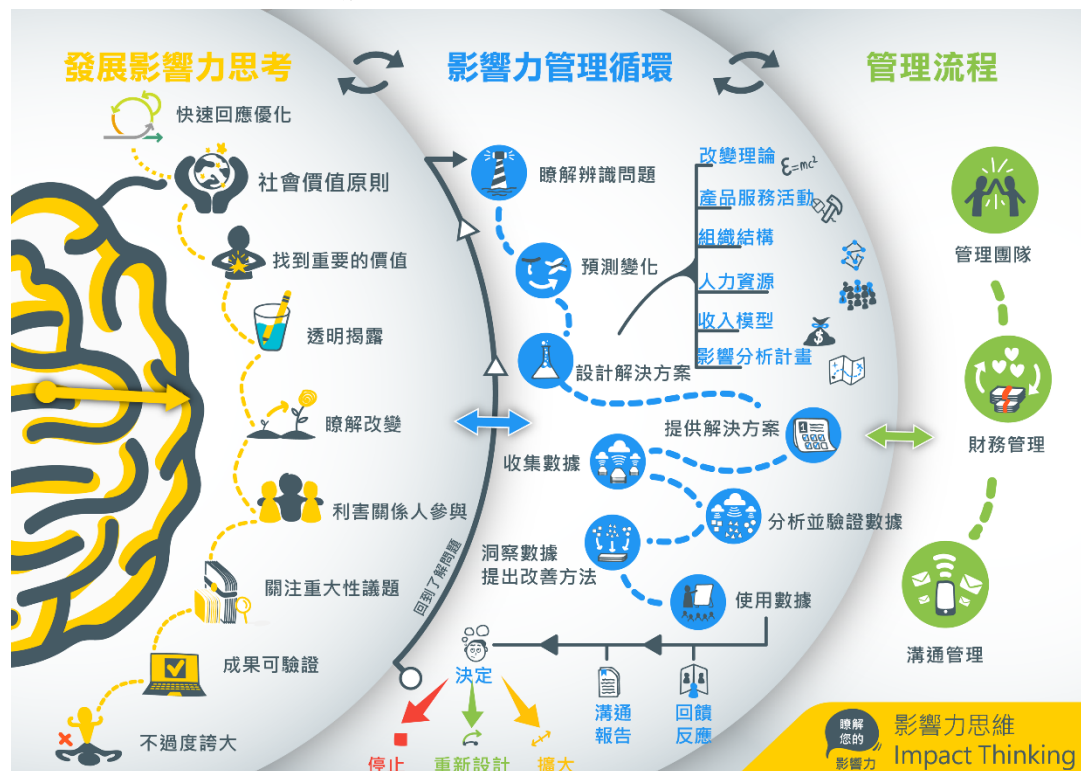 發展影響力思考
快速回應優化
社會價值原則
找到重要的價值
透明揭露
瞭解改變
利害關係人參與
關注重大性議題
成果可驗證
不過度誇大
影響力管理循環
瞭解辨識問題
預測變化
設計解決方案
改變理論
ε=mc²
產品服務活動
組織結構
人力資源
收入模型
$
影響分析計畫
提供解決方案
1
收集數據
分析並驗證數據
洞察數據
提出改善方法
使用數據
回饋
反應
溝通
報告
決定
停止
重新設計
擴大
回到了解問題
管理流程
管理團隊
財務管理
溝通管理
瞭解
您的
影響力
影響力思維
Impact Thinking